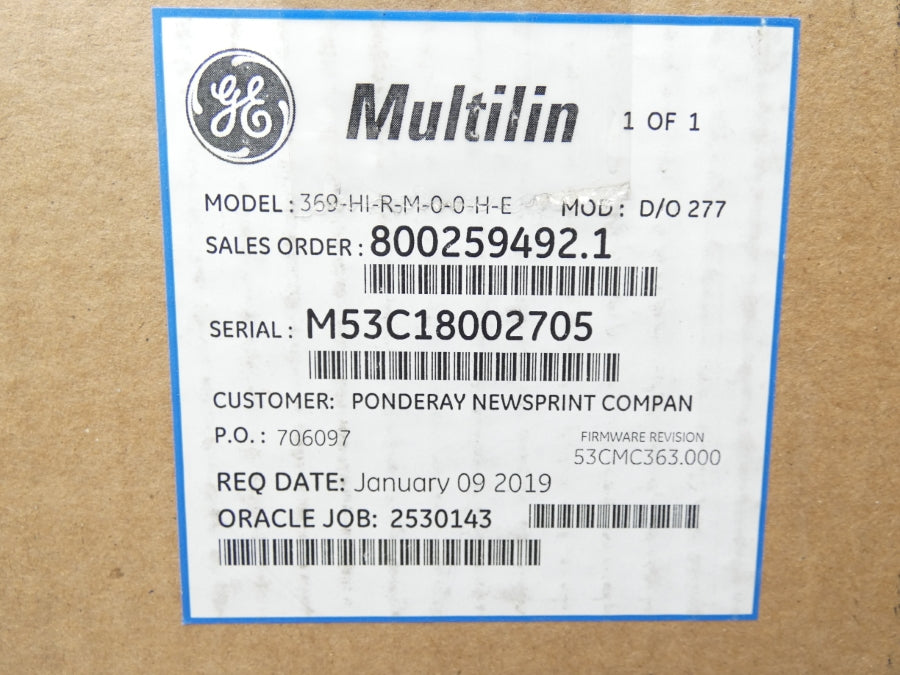 GE
Multilin 1 OF 1
MODEL: 369-HI-R-M-0-0-H-E MOD: D/O 277
SALES ORDER: 800259492.1
SERIAL: M53C18002705
CUSTOMER: PONDERAY NEWSPRINT COMPAN
P.O.: 706097
FIRMWARE REVISION
53CMC363.000
REQ DATE: January 09 2019
ORACLE JOB: 2530143